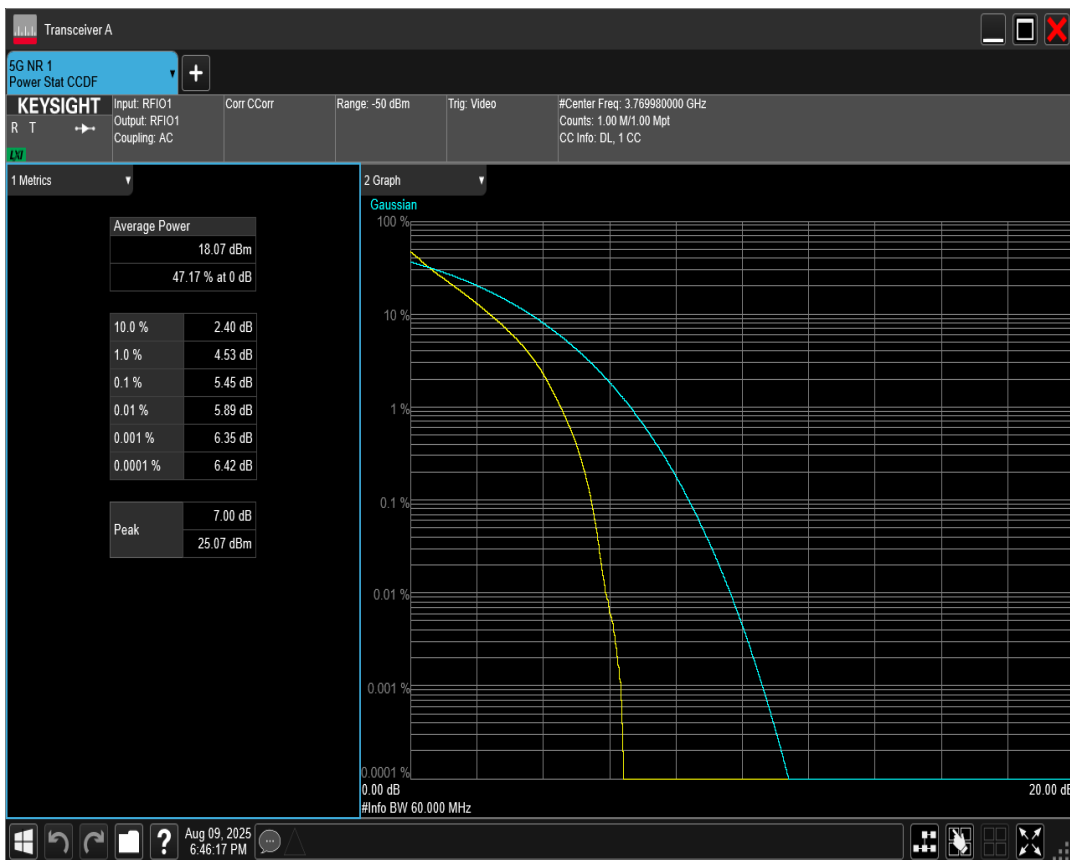 Transceiver A
5G NR 1
Power Stat CCDF
+
KEYSIGHT
R T
LXI
Input: RFIO1
Output: RFIO1
Coupling: AC
Corr CCorr
Range: -50 dBm
Trig: Video
#Center Freq: 3.769980000 GHz
Counts: 1.00 M/1.00 Mpt
CC Info: DL, 1 CC
1 Metrics
Average Power
18.07 dBm
47.17 % at 0 dB
10.0 % 2.40 dB
1.0 % 4.53 dB
0.1 % 5.45 dB
0.01 % 5.89 dB
0.001 % 6.35 dB
0.0001 % 6.42 dB
Peak
7.00 dB
25.07 dBm
2 Graph
Gaussian
100 %
10 %
1 %
0.1 %
0.01 %
0.001 %
0.0001 %
0.00 dB 20.00 dB
#Info BW 60.000 MHz
?
Aug 09, 2025
6:46:17 PM